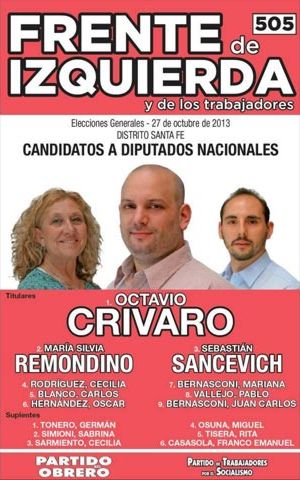 FRENTE de 505
IZQUIERDA
y de los trabajadores
Elecciones Generales - 27 de octubre de 2013
DISTRITO SANTA FE
CANDIDATOS A DIPUTADOS NACIONALES
Titulares
1. OCTAVIO
CRIVARO
2. MARÍA SILVIA
REMONDINO
3. SEBASTIÁN
SANCEVICH
4. RODRÍGUEZ, CECILIA
5. BLANCO, CARLOS
6. HERNÁNDEZ, OSCAR
7. BERNASCONI, MARIANA
8. VALLEJO, PABLO
9. BERNASCONI, JUAN CARLOS
Suplentes
1. TONERO, GERMÁN
2. SIMIONI, SABRINA
3. SARMIENTO, CECILIA
4. OSUNA, MIGUEL
5. TISERA, RITA
6. CASASOLA, FRANCO EMANUEL
PARTIDO
OBRERO
PARTIDO DE TRABAJADORES
POR EL SOCIALISMO